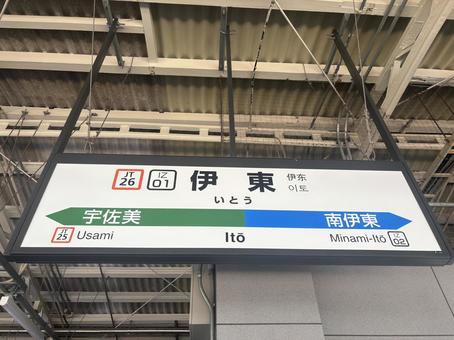 JT
26
IZ
01
伊東
伊东
이토
いとう
宇佐美
南伊東
JT
25
Usami
Itō
Minami-Itō
IZ
02